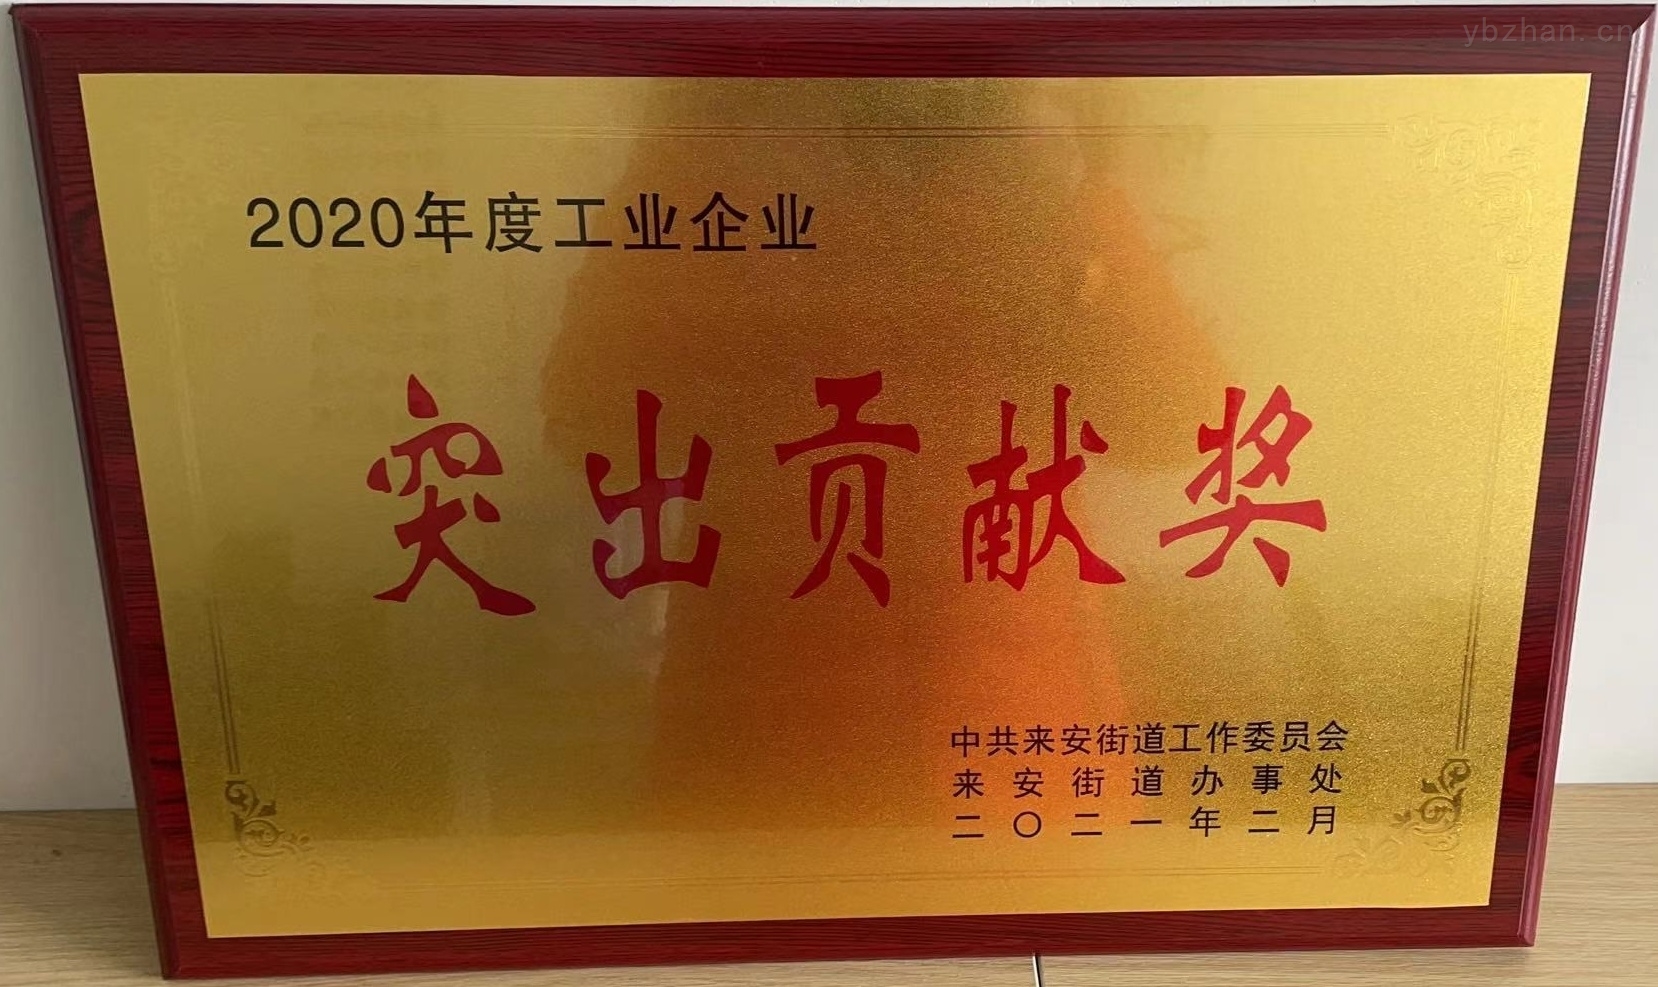 ybzhan.cn
2020年度工业企业
突出贡献奖
中共来安街道工作委员会
来安街道办事处
二〇二一年二月